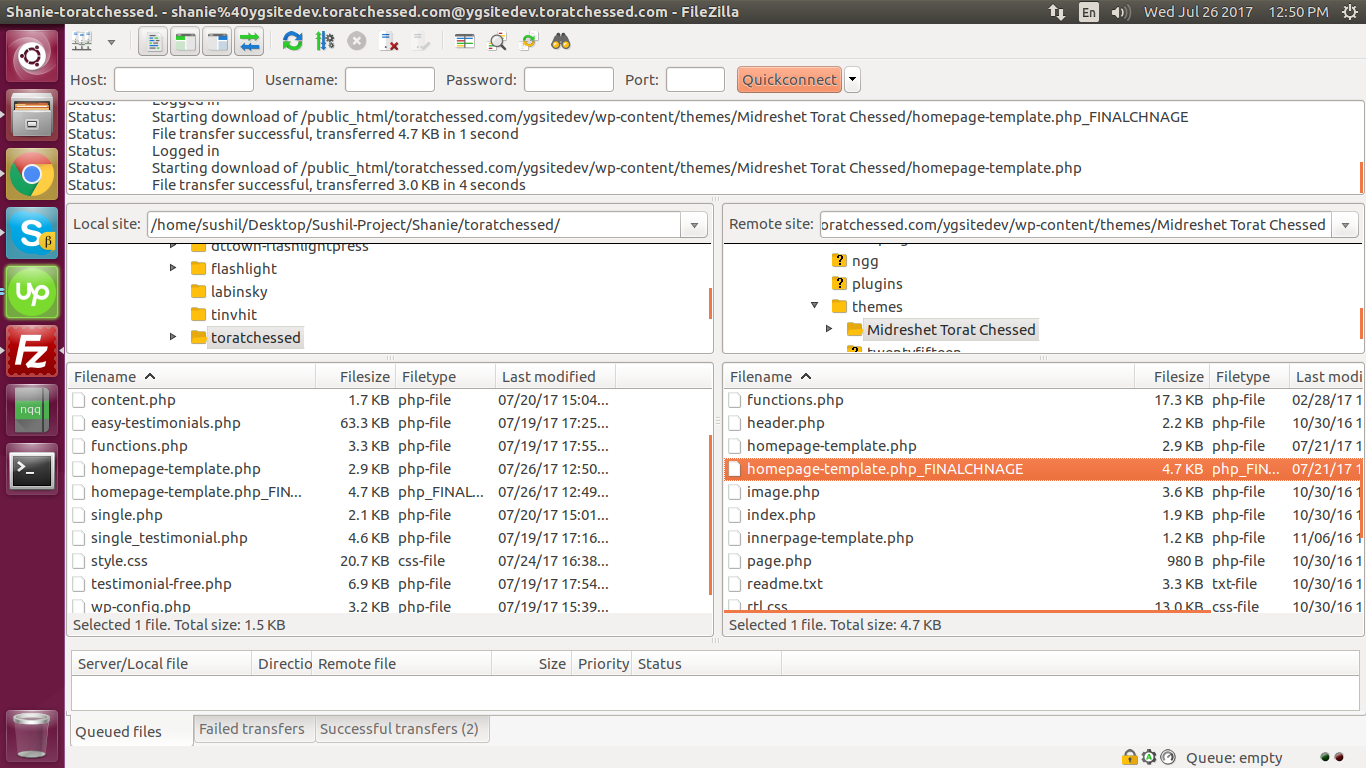 Shanie-toratchessed. - shanie%40ygsitedev.toratchessed.com@ygsitedev.toratchessed.com - FileZilla En Wed Jul 26 2017 12:50 PM
Host: Username: Password: Port: Quickconnect
Status: Logged in
Status: Starting download of /public_html/toratchessed.com/ygsitedev/wp-content/themes/Midreshet Torat Chessed/homepage-template.php_FINALCHNAGE
Status: File transfer successful, transferred 4.7 KB in 1 second
Status: Logged in
Status: Starting download of /public_html/toratchessed.com/ygsitedev/wp-content/themes/Midreshet Torat Chessed/homepage-template.php
Status: File transfer successful, transferred 3.0 KB in 4 seconds
Local site: /home/sushil/Desktop/Sushil-Project/Shanie/toratchessed/
dttown-flashlightpress
flashlight
labinsky
tinvhit
toratchessed
Filename Filesize Filetype Last modified
content.php 1.7 KB php-file 07/20/17 15:04...
easy-testimonials.php 63.3 KB php-file 07/19/17 17:25...
functions.php 3.3 KB php-file 07/19/17 17:55...
homepage-template.php 2.9 KB php-file 07/26/17 12:50...
homepage-template.php_FIN... 4.7 KB php_FINAL... 07/26/17 12:49...
single.php 2.1 KB php-file 07/20/17 15:01...
single_testimonial.php 4.6 KB php-file 07/19/17 17:16...
style.css 20.7 KB css-file 07/24/17 16:38...
testimonial-free.php 6.9 KB php-file 07/19/17 17:54...
wp-config.php 3.2 KB php-file 07/19/17 15:39...
Selected 1 file. Total size: 1.5 KB
Remote site: oratchessed.com/ygsitedev/wp-content/themes/Midreshet Torat Chessed
ngg
plugins
themes
Midreshet Torat Chessed
twentyfifteen
Filename Filesize Filetype Last modi
functions.php 17.3 KB php-file 02/28/17 1
header.php 2.2 KB php-file 10/30/16 1
homepage-template.php 2.9 KB php-file 07/21/17 1
homepage-template.php_FINALCHNAGE 4.7 KB php_FIN... 07/21/17 1
image.php 3.6 KB php-file 10/30/16 1
index.php 1.9 KB php-file 10/30/16 1
innerpage-template.php 1.2 KB php-file 11/06/16 1
page.php 980 B php-file 10/30/16 1
readme.txt 3.3 KB txt-file 10/30/16 1
rtl.css 13.0 KB css-file 10/30/16 1
Selected 1 file. Total size: 4.7 KB
Server/Local file Directio Remote file Size Priority Status
Queued files Failed transfers Successful transfers (2)
Queue: empty
S β
Up
Fz
nqq
>_